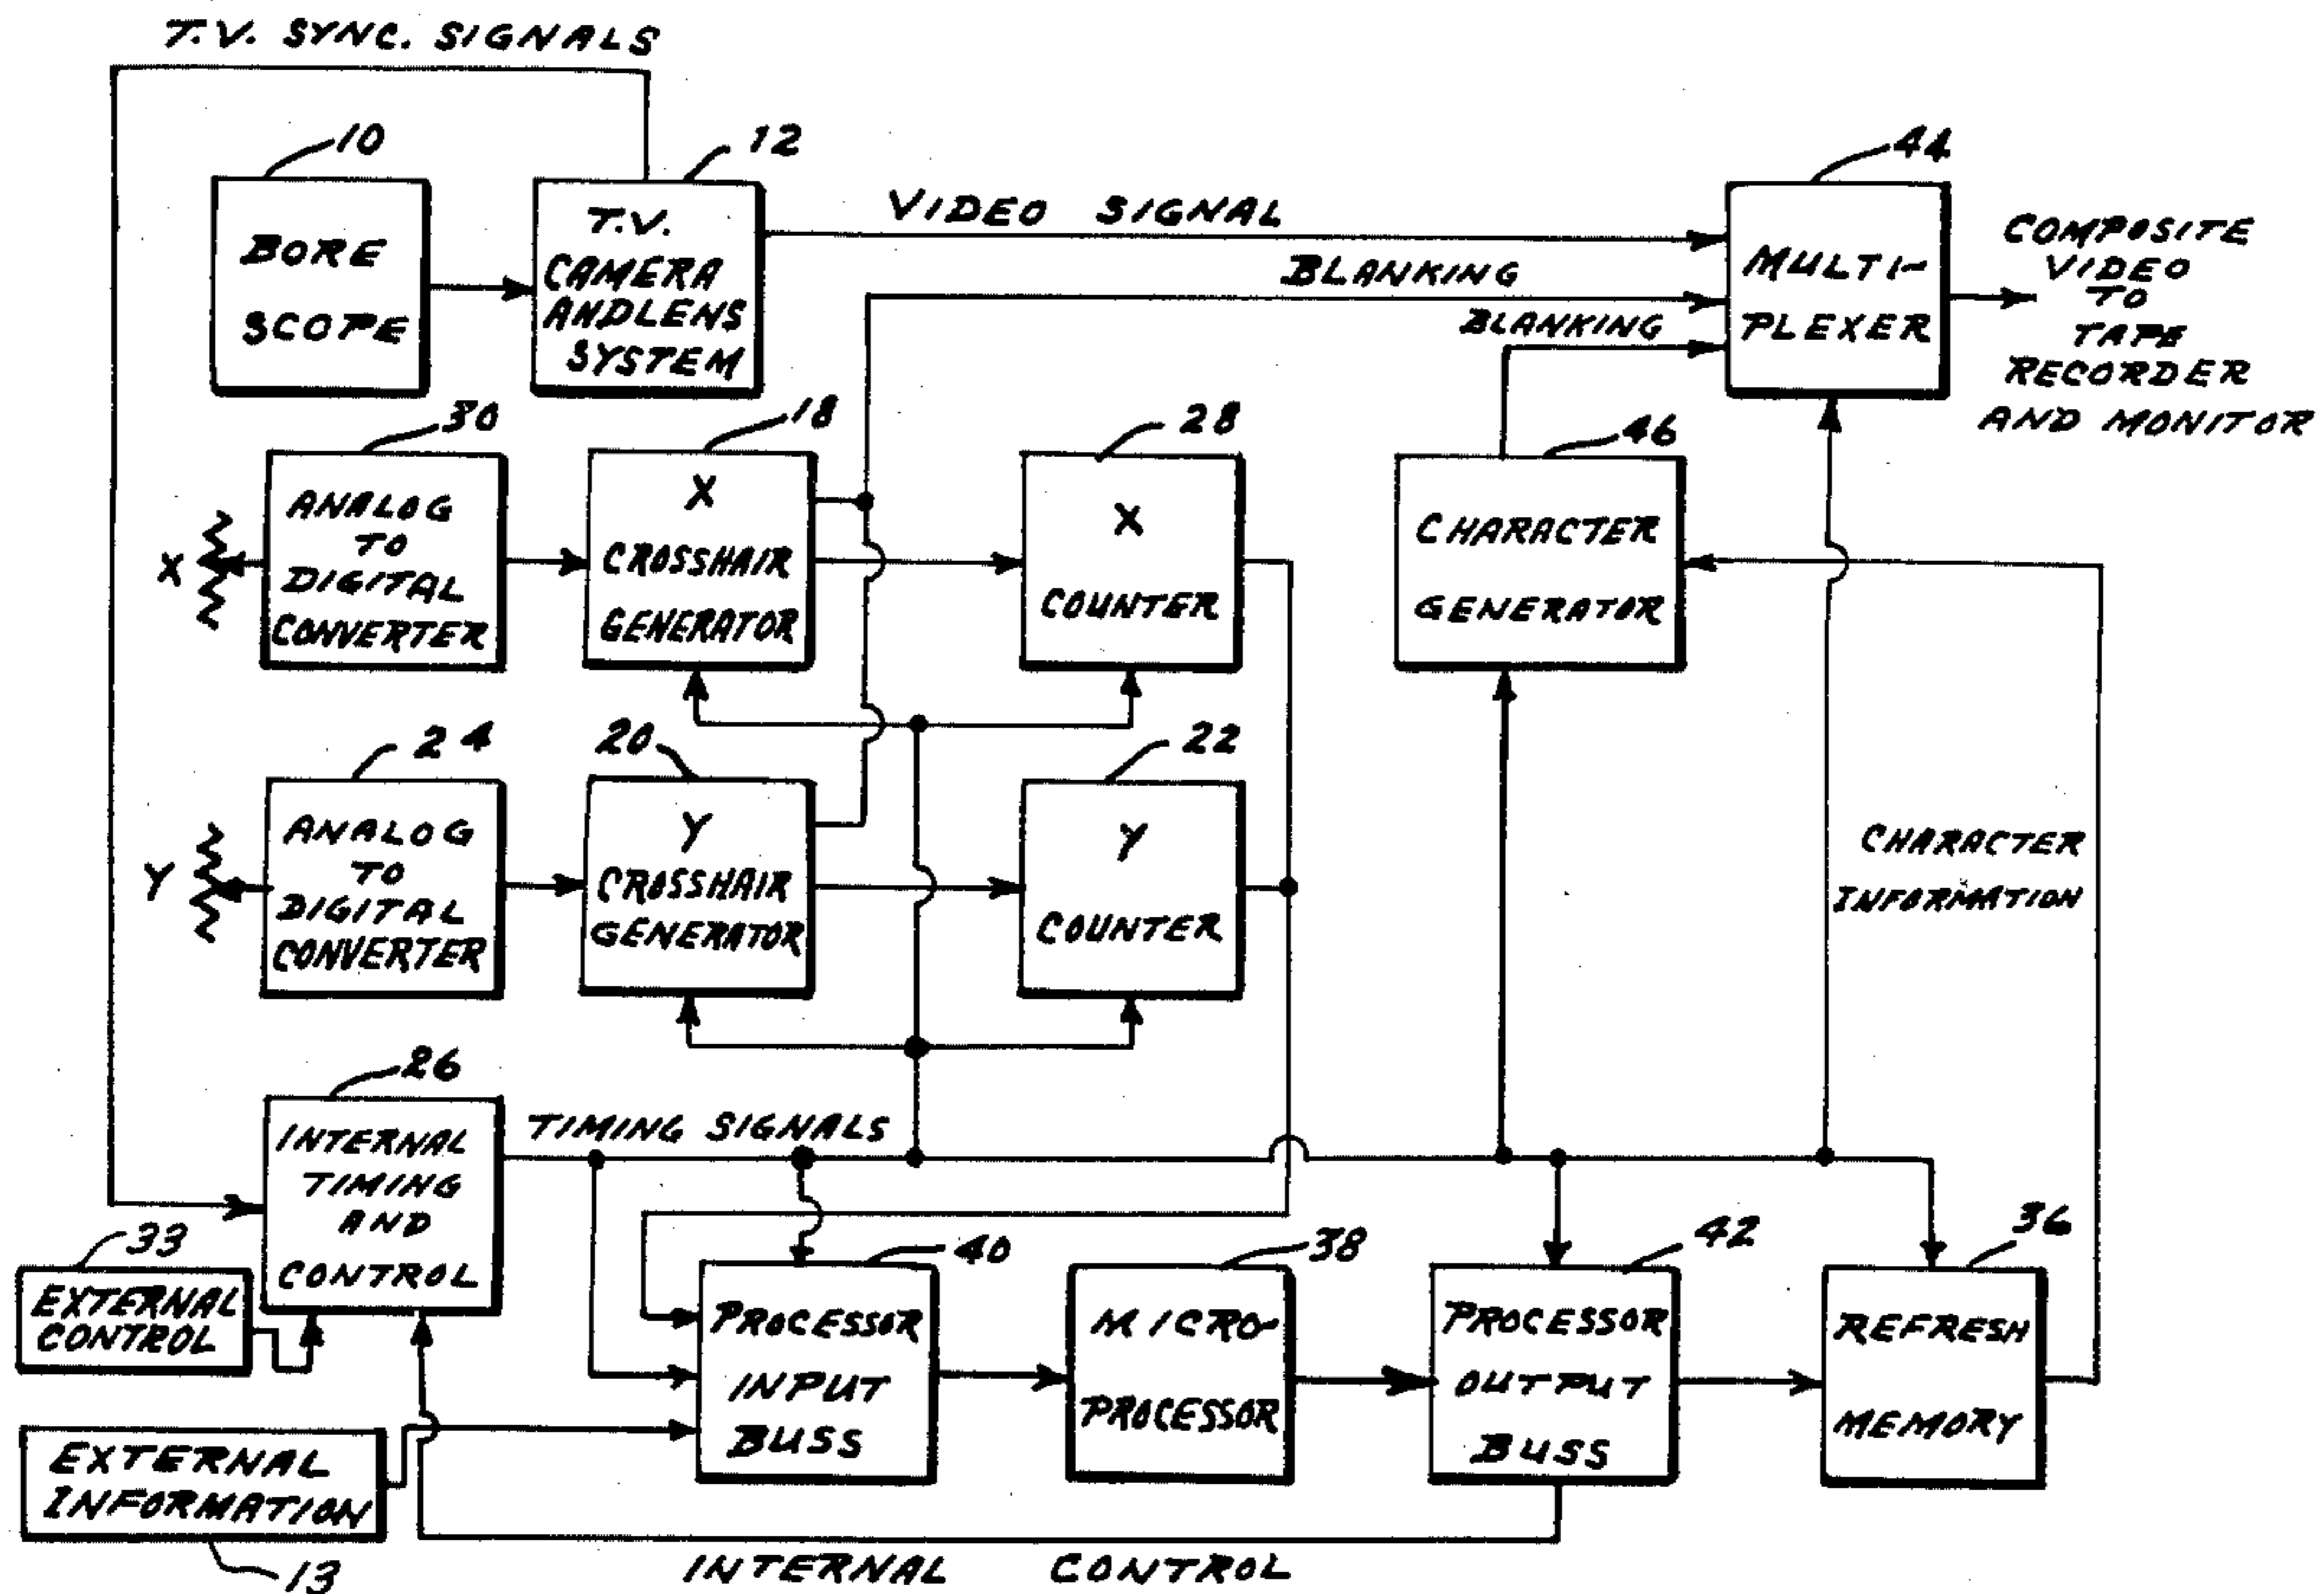 T.V. SYNC. SIGNALS
10
12
44
BORE
SCOPE
T.V.
CAMERA
ANDLENS
SYSTEM
VIDEO SIGNAL
BLANKING
BLANKING
MULTI-
PLEXER
COMPOSITE
VIDEO
TO
TAPE
RECORDER
AND MONITOR
30
18
28
46
X
ANALOG
TO
DIGITAL
CONVERTER
X
CROSSHAIR
GENERATOR
X
COUNTER
CHARACTER
GENERATOR
24
20
22
Y
ANALOG
TO
DIGITAL
CONVERTER
Y
CROSSHAIR
GENERATOR
Y
COUNTER
CHARACTER
INFORMATION
26
INTERNAL
TIMING
AND
CONTROL
TIMING SIGNALS
33
EXTERNAL
CONTROL
40
38
42
36
PROCESSOR
INPUT
BUSS
MICRO-
PROCESSOR
PROCESSOR
OUTPUT
BUSS
REFRESH
MEMORY
EXTERNAL
INFORMATION
13
INTERNAL CONTROL